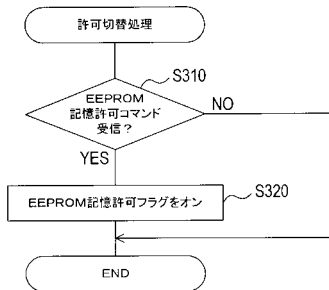 許可切替処理
S310
EEPROM
記憶許可コマンド
受信?
NO
YES
S320
EEPROM記憶許可フラグをオン
END